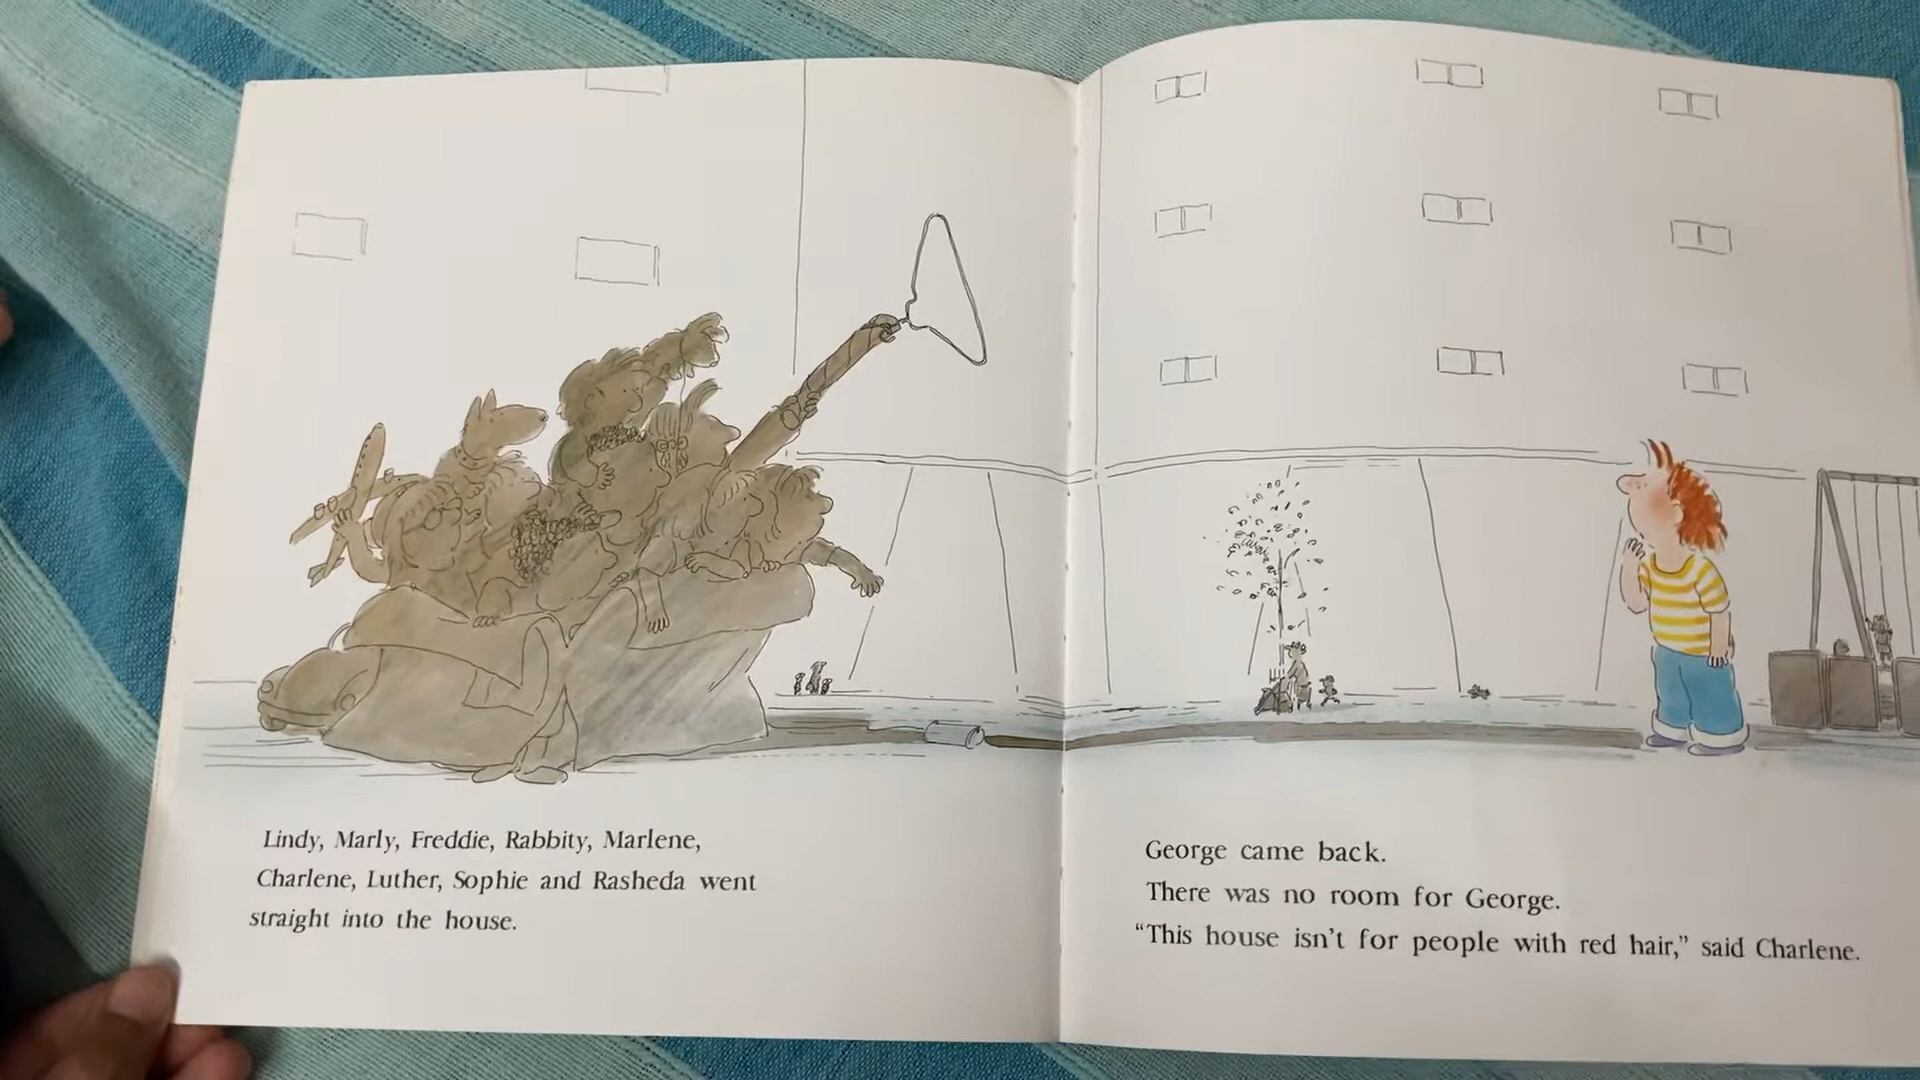 Lindy, Marly, Freddie, Rabbity, Marlene,
Charlene, Luther, Sophie and Rasheda went
straight into the house.
George came back.
There was no room for George.
“This house isn’t for people with red hair,” said Charlene.